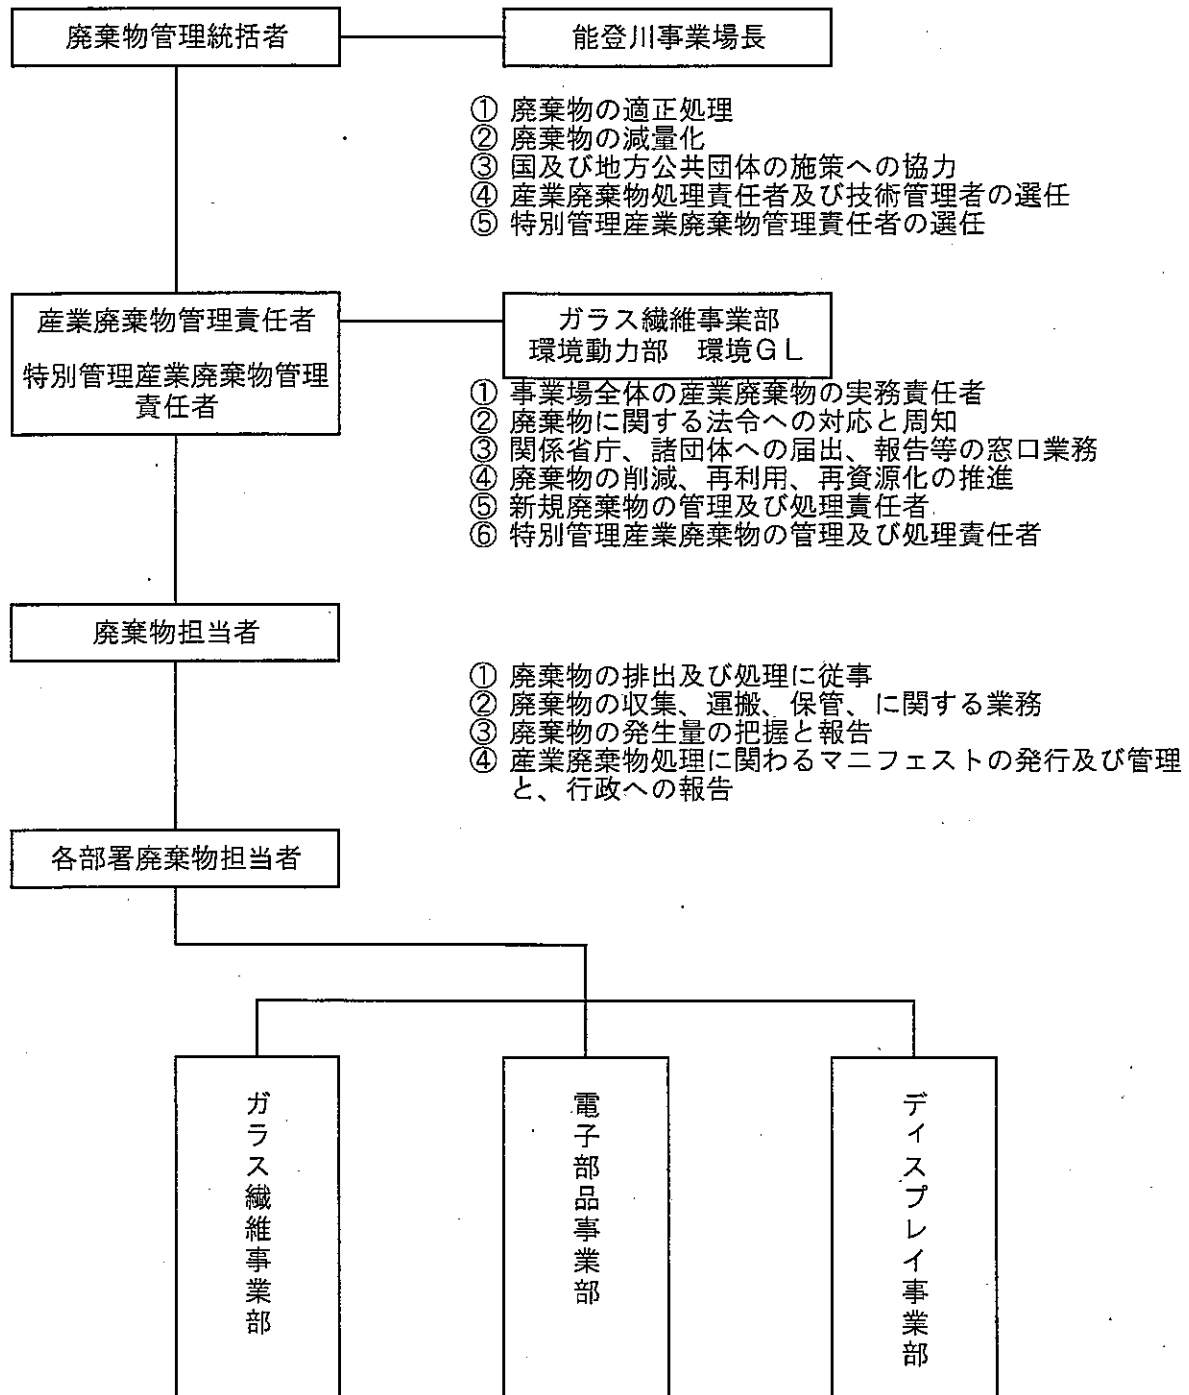 廃棄物管理統括者
能登川事業場長
① 廃棄物の適正処理
② 廃棄物の減量化
③ 国及び地方公共団体の施策への協力
④ 産業廃棄物処理責任者及び技術管理者の選任
⑤ 特別管理産業廃棄物管理責任者の選任
産業廃棄物管理責任者
特別管理産業廃棄物管理
責任者
ガラス繊維事業部
環境動力部　環境GL
① 事業場全体の産業廃棄物の実務責任者
② 廃棄物に関する法令への対応と周知
③ 関係省庁、諸団体への届出、報告等の窓口業務
④ 廃棄物の削減、再利用、再資源化の推進
⑤ 新規廃棄物の管理及び処理責任者
⑥ 特別管理産業廃棄物の管理及び処理責任者
廃棄物担当者
① 廃棄物の排出及び処理に従事
② 廃棄物の収集、運搬、保管、に関する業務
③ 廃棄物の発生量の把握と報告
④ 産業廃棄物処理に関わるマニフェストの発行及び管理
と、行政への報告
各部署廃棄物担当者
ガラス繊維事業部
電子部品事業部
ディスプレイ事業部